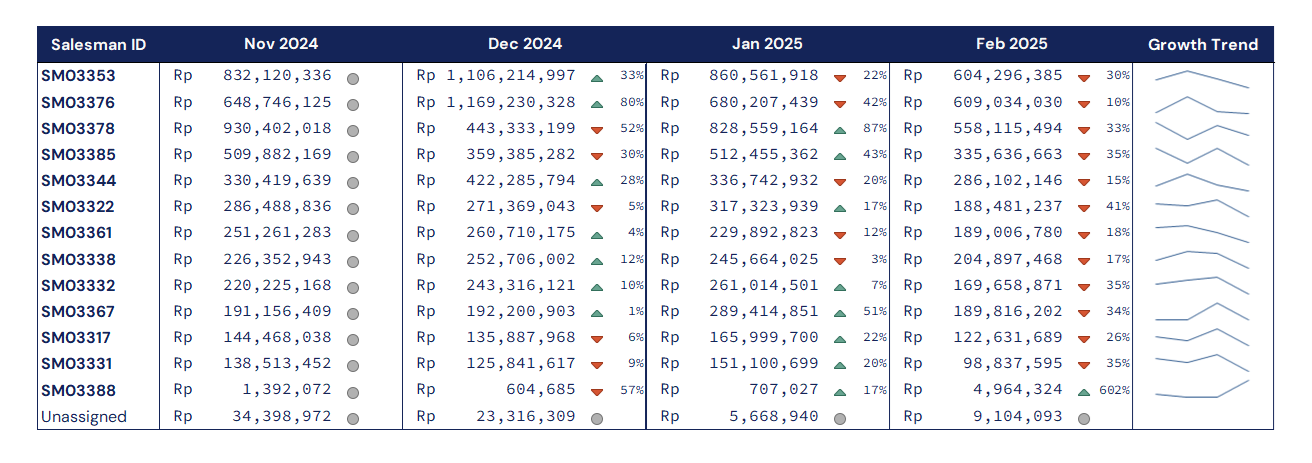 Salesman ID Nov 2024 Dec 2024 Jan 2025 Feb 2025 Growth Trend
SM03353 Rp 832,120,336 Rp 1,106,214,997 33% Rp 860,561,918 22% Rp 604,296,385 30%
SM03376 Rp 648,746,125 Rp 1,169,230,328 80% Rp 680,207,439 42% Rp 609,034,030 10%
SM03378 Rp 930,402,018 Rp 443,333,199 52% Rp 828,559,164 87% Rp 558,115,494 33%
SM03385 Rp 509,882,169 Rp 359,385,282 30% Rp 512,455,362 43% Rp 335,636,663 35%
SM03344 Rp 330,419,639 Rp 422,285,794 28% Rp 336,742,932 20% Rp 286,102,146 15%
SM03322 Rp 286,488,836 Rp 271,369,043 5% Rp 317,323,939 17% Rp 188,481,237 41%
SM03361 Rp 251,261,283 Rp 260,710,175 4% Rp 229,892,823 12% Rp 189,006,780 18%
SM03338 Rp 226,352,943 Rp 252,706,002 12% Rp 245,664,025 3% Rp 204,897,468 17%
SM03332 Rp 220,225,168 Rp 243,316,121 10% Rp 261,014,501 7% Rp 169,658,871 35%
SM03367 Rp 191,156,409 Rp 192,200,903 1% Rp 289,414,851 51% Rp 189,816,202 34%
SM03317 Rp 144,468,038 Rp 135,887,968 6% Rp 165,999,700 22% Rp 122,631,689 26%
SM03331 Rp 138,513,452 Rp 125,841,617 9% Rp 151,100,699 20% Rp 98,837,595 35%
SM03388 Rp 1,392,072 Rp 604,685 57% Rp 707,027 17% Rp 4,964,324 602%
Unassigned Rp 34,398,972 Rp 23,316,309 Rp 5,668,940 Rp 9,104,093